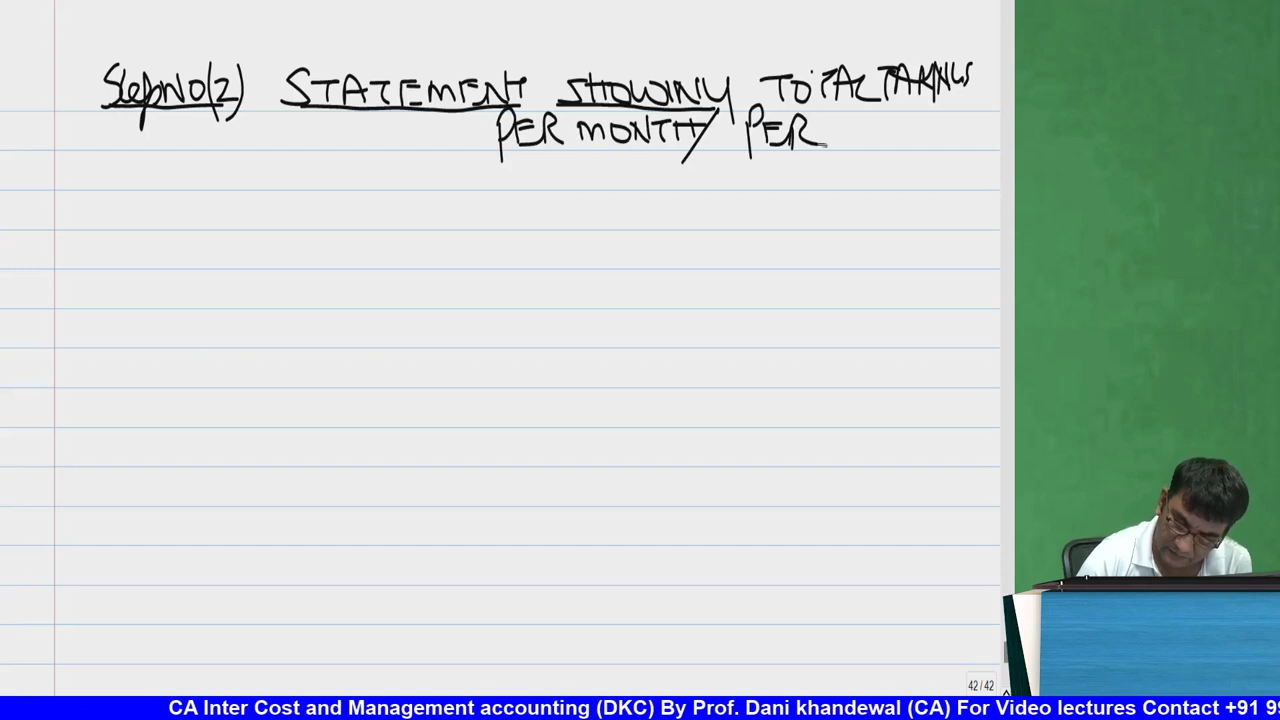 Step NO(2) STATEMENT SHOWING TOTAL TAKINGS
PER MONTH/ PER
42/42
CA Inter Cost and Management accounting (DKC) By Prof. Dani khandewal (CA) For Video lectures Contact +91 9